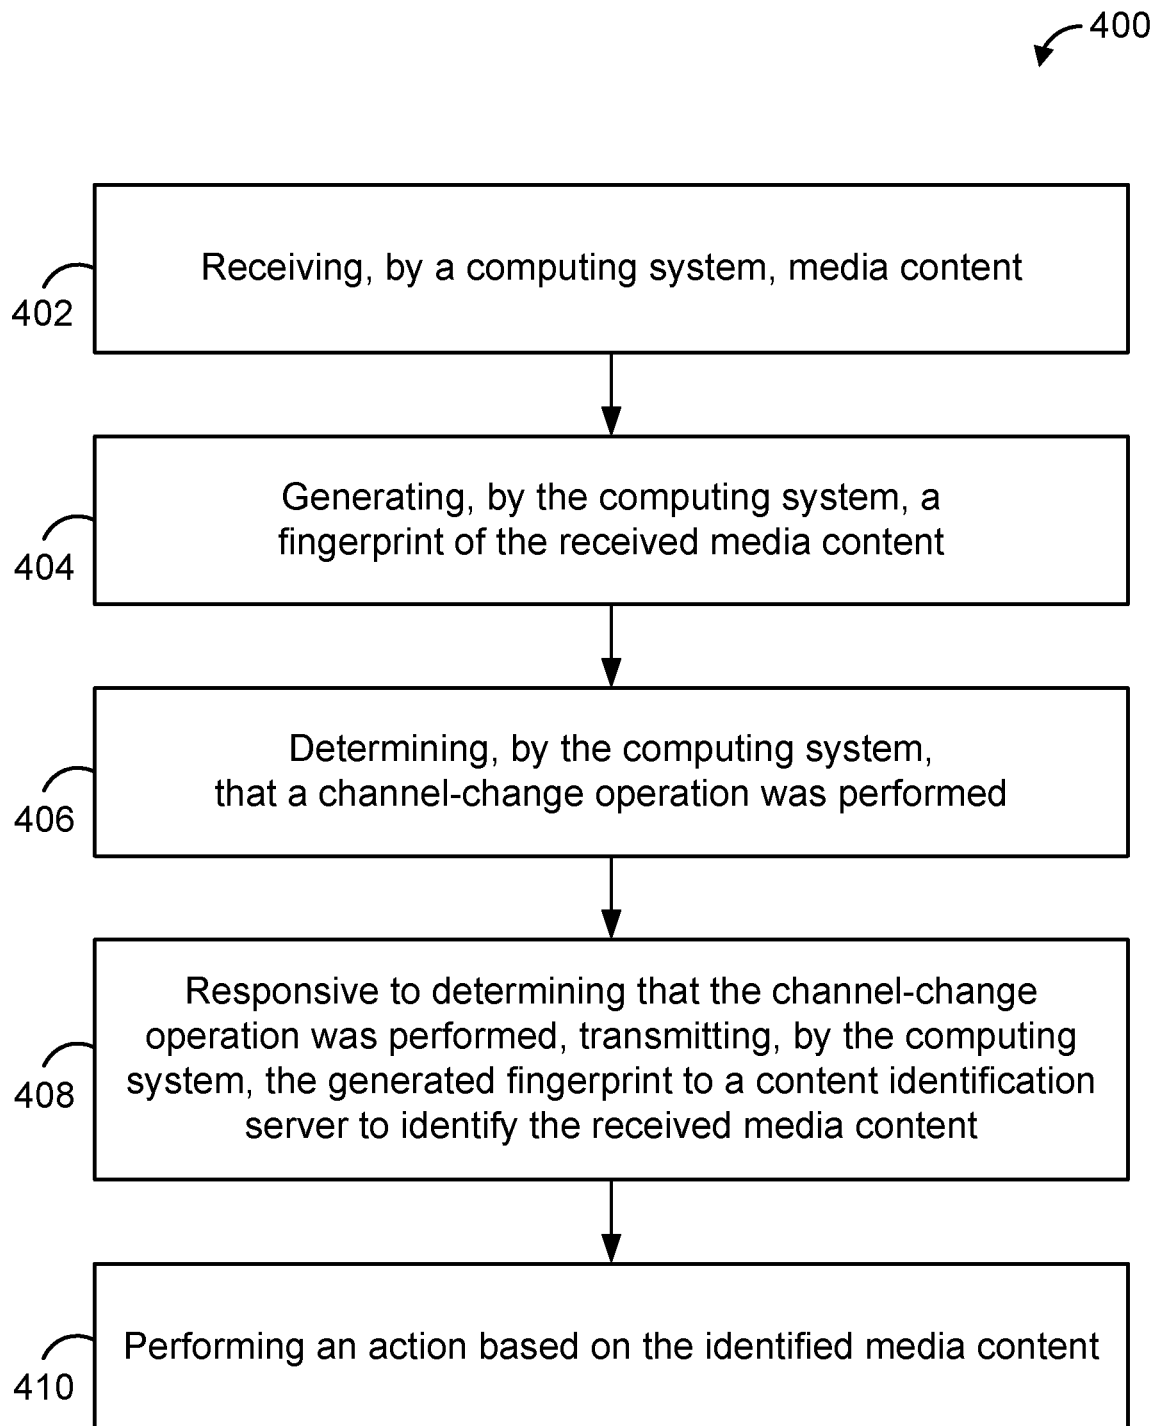 400
Receiving, by a computing system, media content
402
Generating, by the computing system, a
fingerprint of the received media content
404
Determining, by the computing system,
that a channel-change operation was performed
406
Responsive to determining that the channel-change
operation was performed, transmitting, by the computing
system, the generated fingerprint to a content identification
server to identify the received media content
408
Performing an action based on the identified media content
410